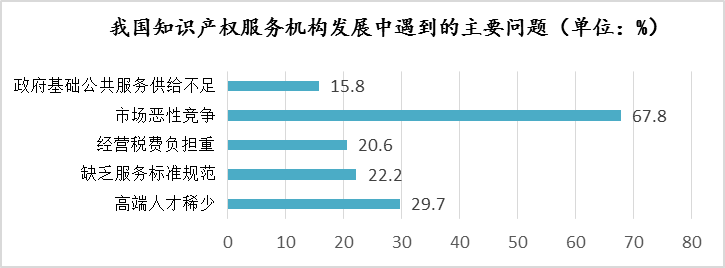 我国知识产权服务机构发展中遇到的主要问题（单位：%）
政府基础公共服务供给不足 15.8
市场恶性竞争 67.8
经营税费负担重 20.6
缺乏服务标准规范 22.2
高端人才稀少 29.7
0 10 20 30 40 50 60 70 80